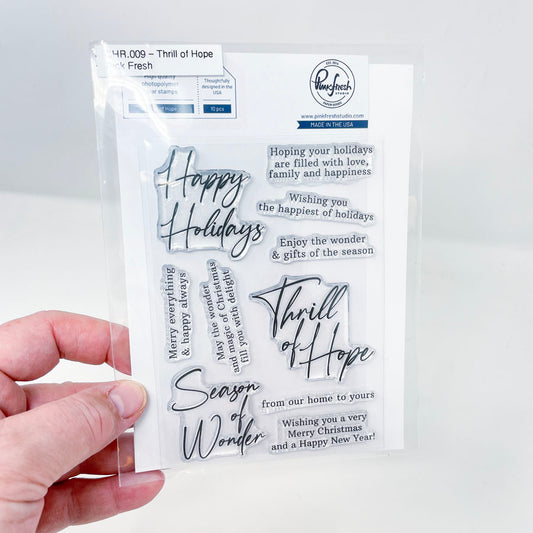 HR.009 – Thrill of Hope
Fresh
photopolymer
stamps
Thoughtfully
designed in the
USA
of Hope
10 pcs
Pinkfresh
STUDIO
www.pinkfreshstudio.com
MADE IN THE USA
Happy
Holidays
Hoping your holidays
are filled with love,
family and happiness
Wishing you
the happiest of holidays
Enjoy the wonder
& gifts of the season
Merry everything
& happy always
May the wonder
and magic of Christmas
fill you with delight
Thrill
of Hope
Season
of
Wonder
from our home to yours
Wishing you a very
Merry Christmas
and a Happy New Year!